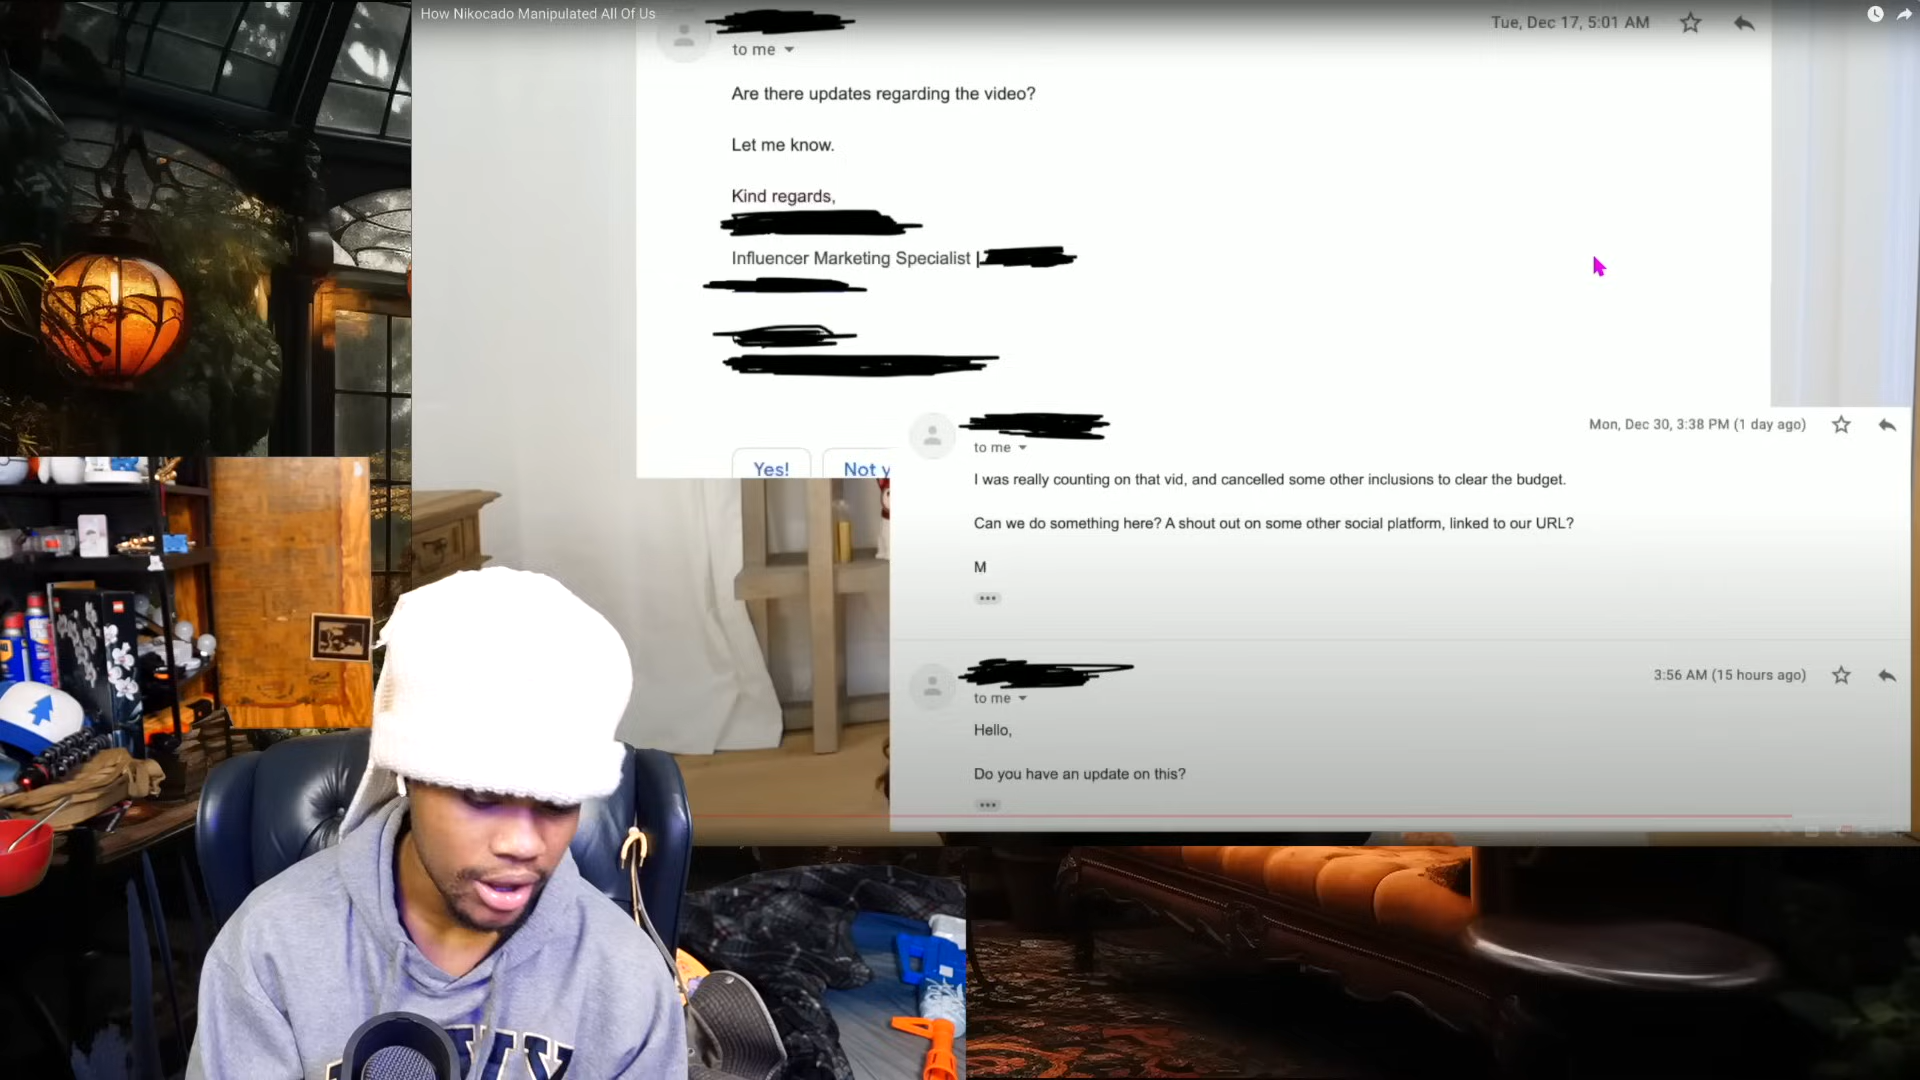 How Nikocado Manipulated All Of Us
Tue, Dec 17, 5:01 AM
to me
Are there updates regarding the video?
Let me know.
Kind regards,
Influencer Marketing Specialist |
Yes!
Not y
Mon, Dec 30, 3:38 PM (1 day ago)
to me
I was really counting on that vid, and cancelled some other inclusions to clear the budget.
Can we do something here? A shout out on some other social platform, linked to our URL?
M
3:56 AM (15 hours ago)
to me
Hello,
Do you have an update on this?